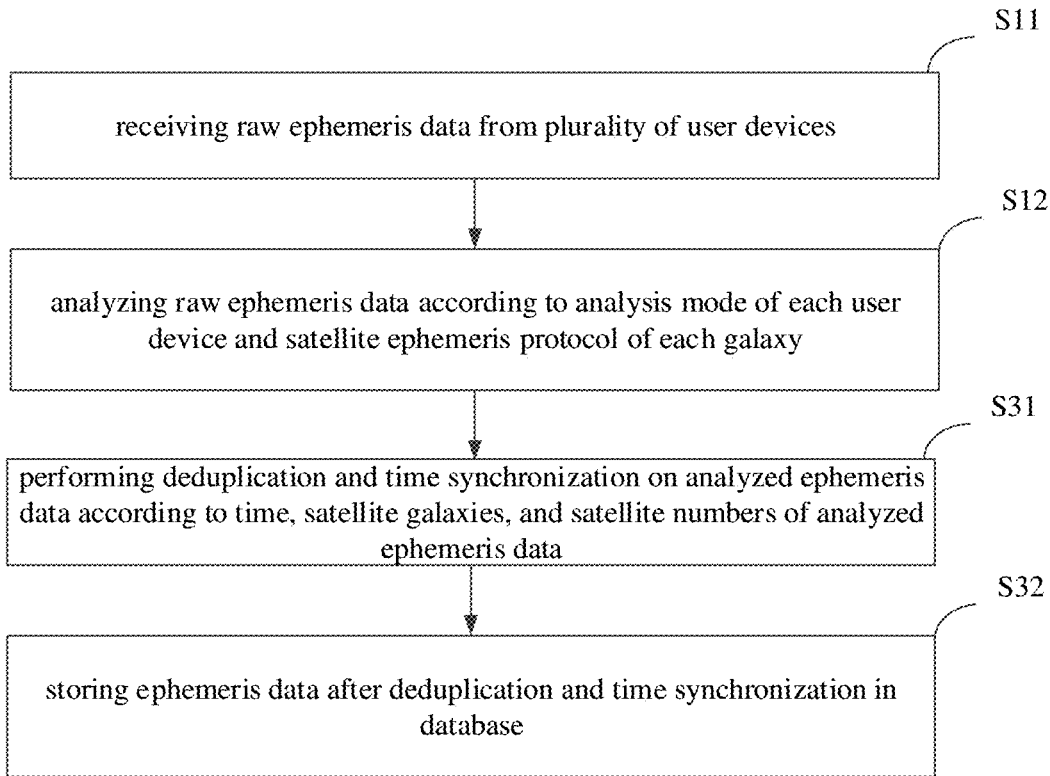 S11
receiving raw ephemeris data from plurality of user devices
S12
analyzing raw ephemeris data according to analysis mode of each user
device and satellite ephemeris protocol of each galaxy
S31
performing deduplication and time synchronization on analyzed ephemeris
data according to time, satellite galaxies, and satellite numbers of analyzed
ephemeris data
S32
storing ephemeris data after deduplication and time synchronization in
database